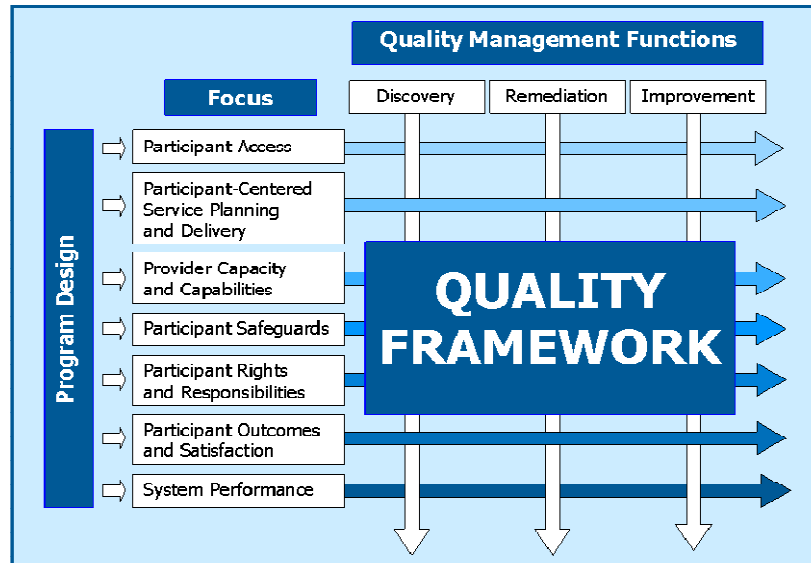 Quality Management Functions
Focus
Discovery
Remediation
Improvement
Program Design
Participant Access
Participant-Centered
Service Planning
and Delivery
Provider Capacity
and Capabilities
Participant Safeguards
Participant Rights
and Responsibilities
Participant Outcomes
and Satisfaction
System Performance
QUALITY
FRAMEWORK